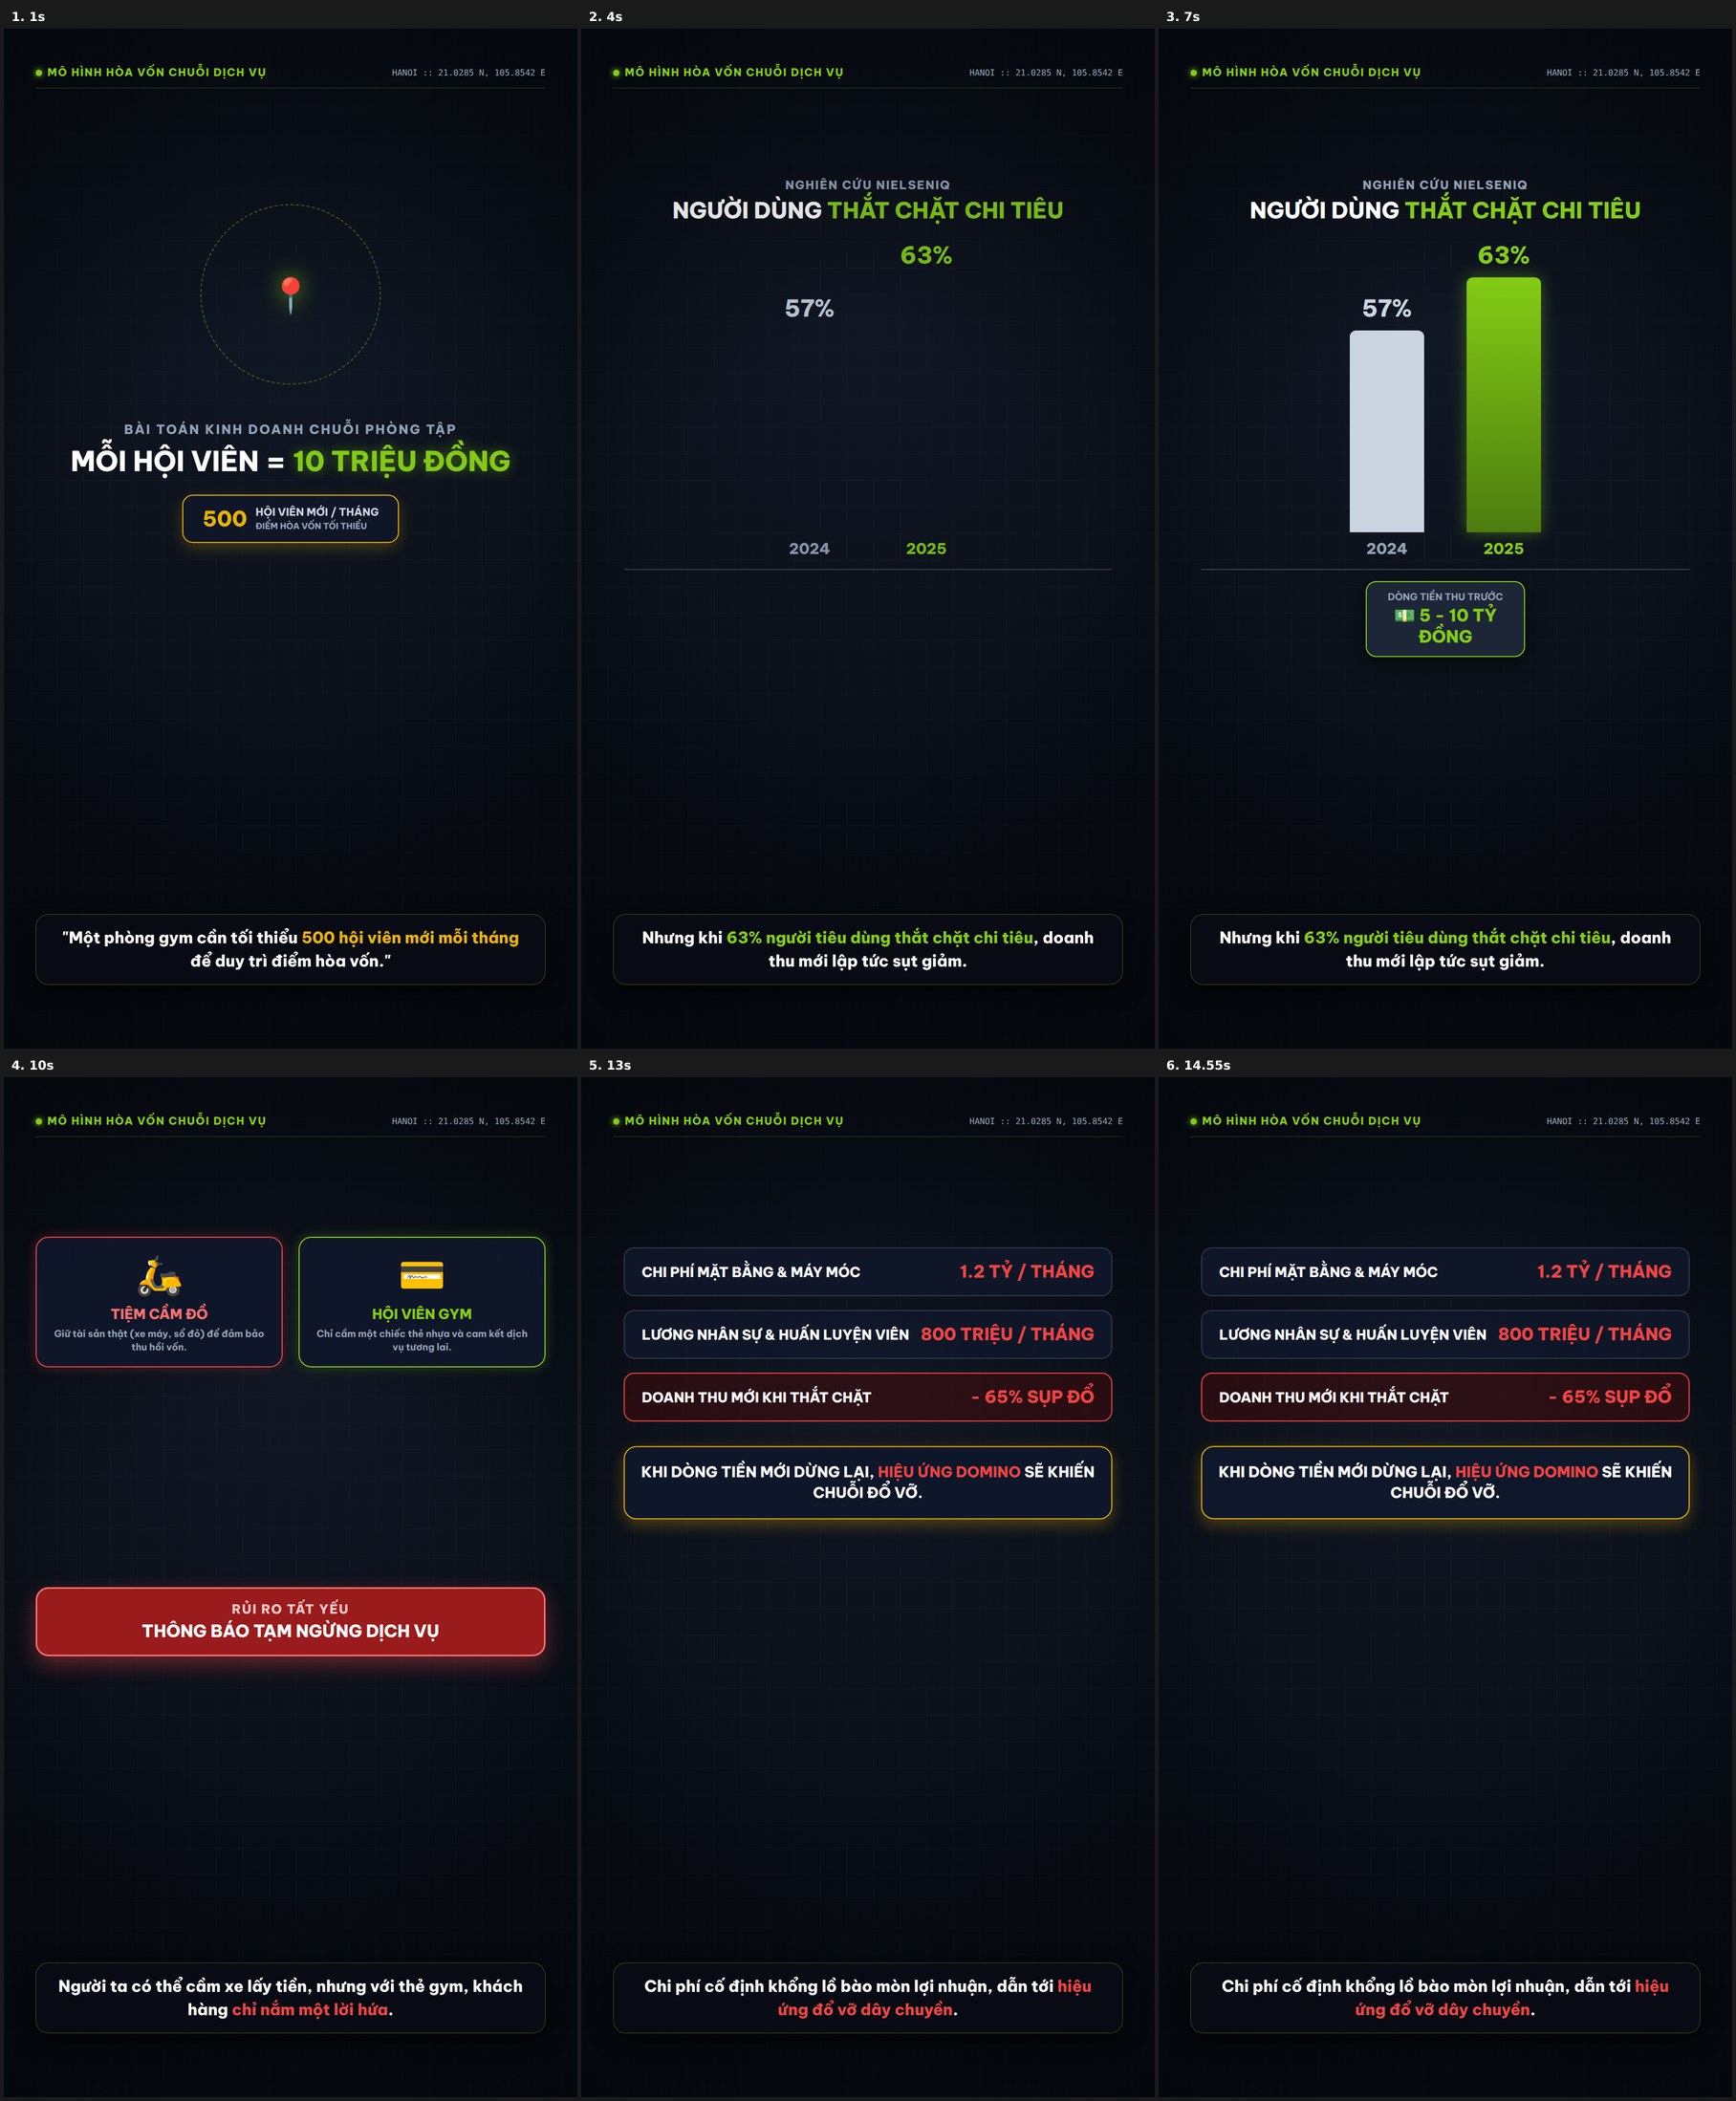 1. 1s
MÔ HÌNH HÒA VỐN CHUỖI DỊCH VỤ
HANOI :: 21.0285 N, 105.8542 E
BÀI TOÁN KINH DOANH CHUỖI PHÒNG TẬP
MỖI HỘI VIÊN = 10 TRIỆU ĐỒNG
500
HỘI VIÊN MỚI / THÁNG
ĐIỂM HÒA VỐN TỐI THIỂU
"Một phòng gym cần tối thiểu 500 hội viên mới mỗi tháng
để duy trì điểm hòa vốn."
2. 4s
MÔ HÌNH HÒA VỐN CHUỖI DỊCH VỤ
HANOI :: 21.0285 N, 105.8542 E
NGHIÊN CỨU NIELSENIQ
NGƯỜI DÙNG THẮT CHẶT CHI TIÊU
63%
57%
2024
2025
Nhưng khi 63% người tiêu dùng thắt chặt chi tiêu, doanh
thu mới lập tức sụt giảm.
3. 7s
MÔ HÌNH HÒA VỐN CHUỖI DỊCH VỤ
HANOI :: 21.0285 N, 105.8542 E
NGHIÊN CỨU NIELSENIQ
NGƯỜI DÙNG THẮT CHẶT CHI TIÊU
63%
57%
2024
2025
DÒNG TIỀN THU TRƯỚC
5 - 10 TỶ
ĐỒNG
Nhưng khi 63% người tiêu dùng thắt chặt chi tiêu, doanh
thu mới lập tức sụt giảm.
4. 10s
MÔ HÌNH HÒA VỐN CHUỖI DỊCH VỤ
HANOI :: 21.0285 N, 105.8542 E
TIỆM CẦM ĐỒ
Giữ tài sản thật (xe máy, sổ đỏ) để đảm bảo
thu hồi vốn.
HỘI VIÊN GYM
Chỉ cầm một chiếc thẻ nhựa và cam kết dịch
vụ tương lai.
RỦI RO TẤT YẾU
THÔNG BÁO TẠM NGỪNG DỊCH VỤ
Người ta có thể cầm xe lấy tiền, nhưng với thẻ gym, khách
hàng chỉ nắm một lời hứa.
5. 13s
MÔ HÌNH HÒA VỐN CHUỖI DỊCH VỤ
HANOI :: 21.0285 N, 105.8542 E
CHI PHÍ MẶT BẰNG & MÁY MÓC
1.2 TỶ / THÁNG
LƯƠNG NHÂN SỰ & HUẤN LUYỆN VIÊN
800 TRIỆU / THÁNG
DOANH THU MỚI KHI THẮT CHẶT
- 65% SỤP ĐỔ
KHI DÒNG TIỀN MỚI DỪNG LẠI, HIỆU ỨNG DOMINO SẼ KHIẾN
CHUỖI ĐỔ VỠ.
Chi phí cố định khổng lồ bào mòn lợi nhuận, dẫn tới hiệu
ứng đổ vỡ dây chuyền.
6. 14.55s
MÔ HÌNH HÒA VỐN CHUỖI DỊCH VỤ
HANOI :: 21.0285 N, 105.8542 E
CHI PHÍ MẶT BẰNG & MÁY MÓC
1.2 TỶ / THÁNG
LƯƠNG NHÂN SỰ & HUẤN LUYỆN VIÊN
800 TRIỆU / THÁNG
DOANH THU MỚI KHI THẮT CHẶT
- 65% SỤP ĐỔ
KHI DÒNG TIỀN MỚI DỪNG LẠI, HIỆU ỨNG DOMINO SẼ KHIẾN
CHUỖI ĐỔ VỠ.
Chi phí cố định khổng lồ bào mòn lợi nhuận, dẫn tới hiệu
ứng đổ vỡ dây chuyền.